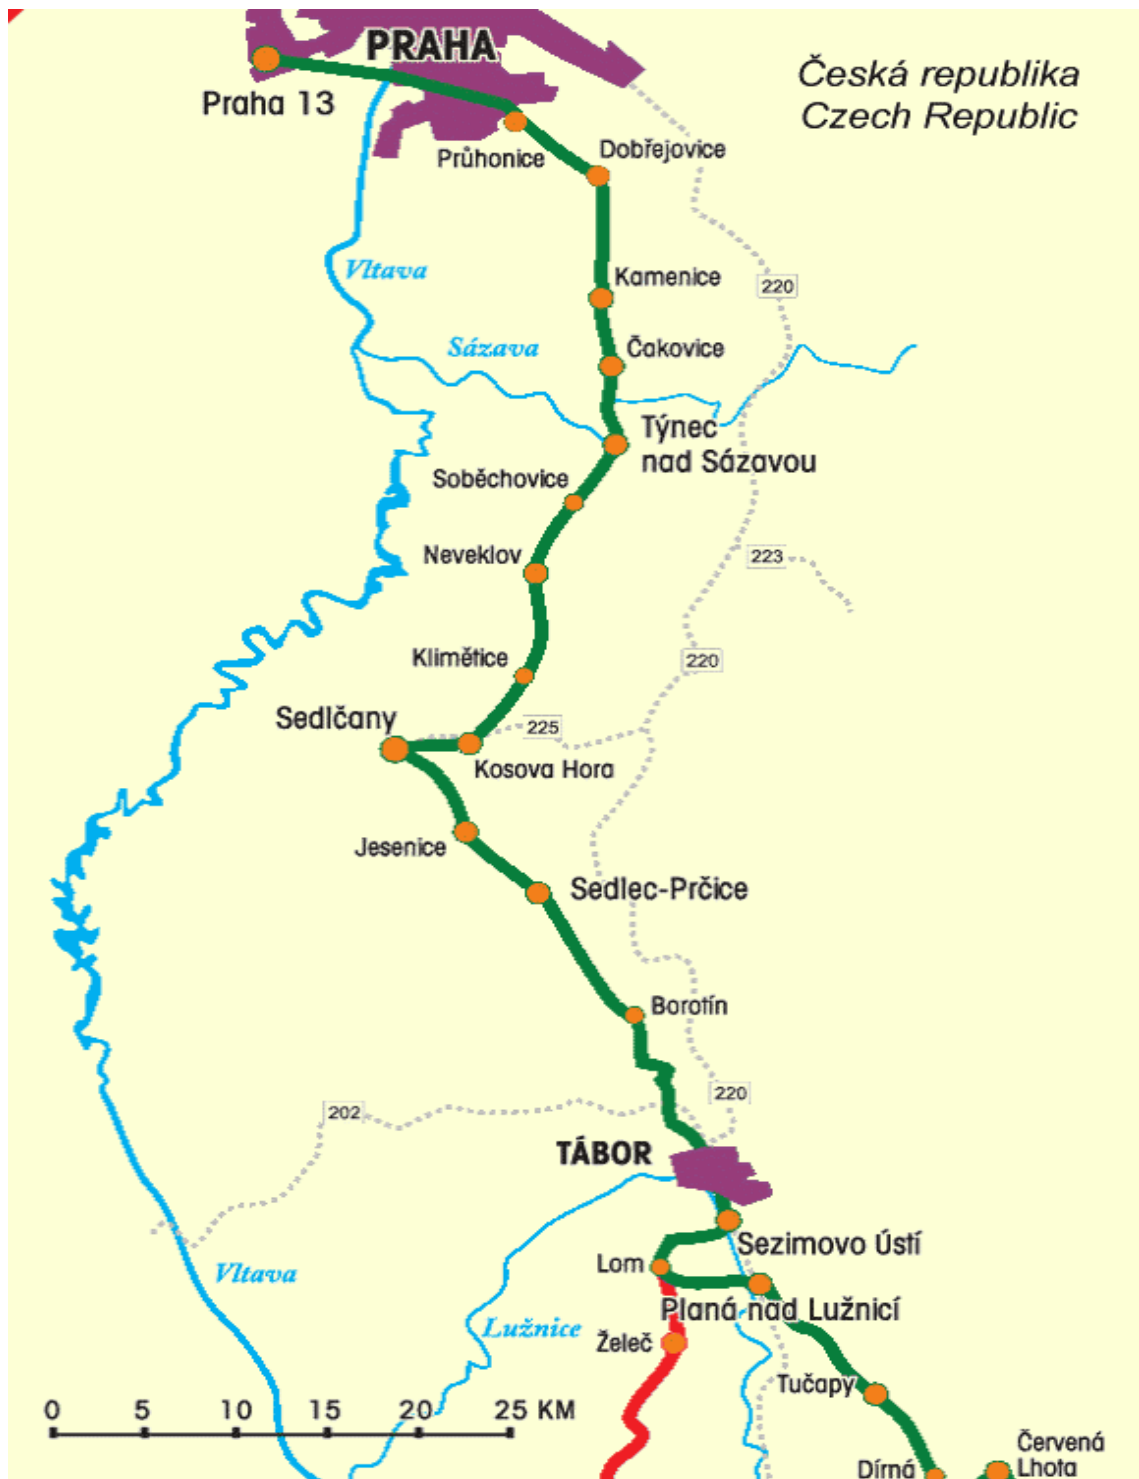 PRAHA
Česká republika
Czech Republic
Praha 13
Průhonice
Dobřejovice
Vltava
Kamenice
220
Sázava
Čakovice
Týnec
nad Sázavou
Soběchovice
Neveklov
223
Klimětice
220
Sedlčany
225
Kosova Hora
Jesenice
Sedlec-Prčice
Borotín
220
202
TÁBOR
Sezimovo Ústí
Lom
Vltava
Planá nad Lužnicí
Lužnice
Želeč
Tučapy
0 5 10 15 20 25 KM
Červená
Lhota
Dírná